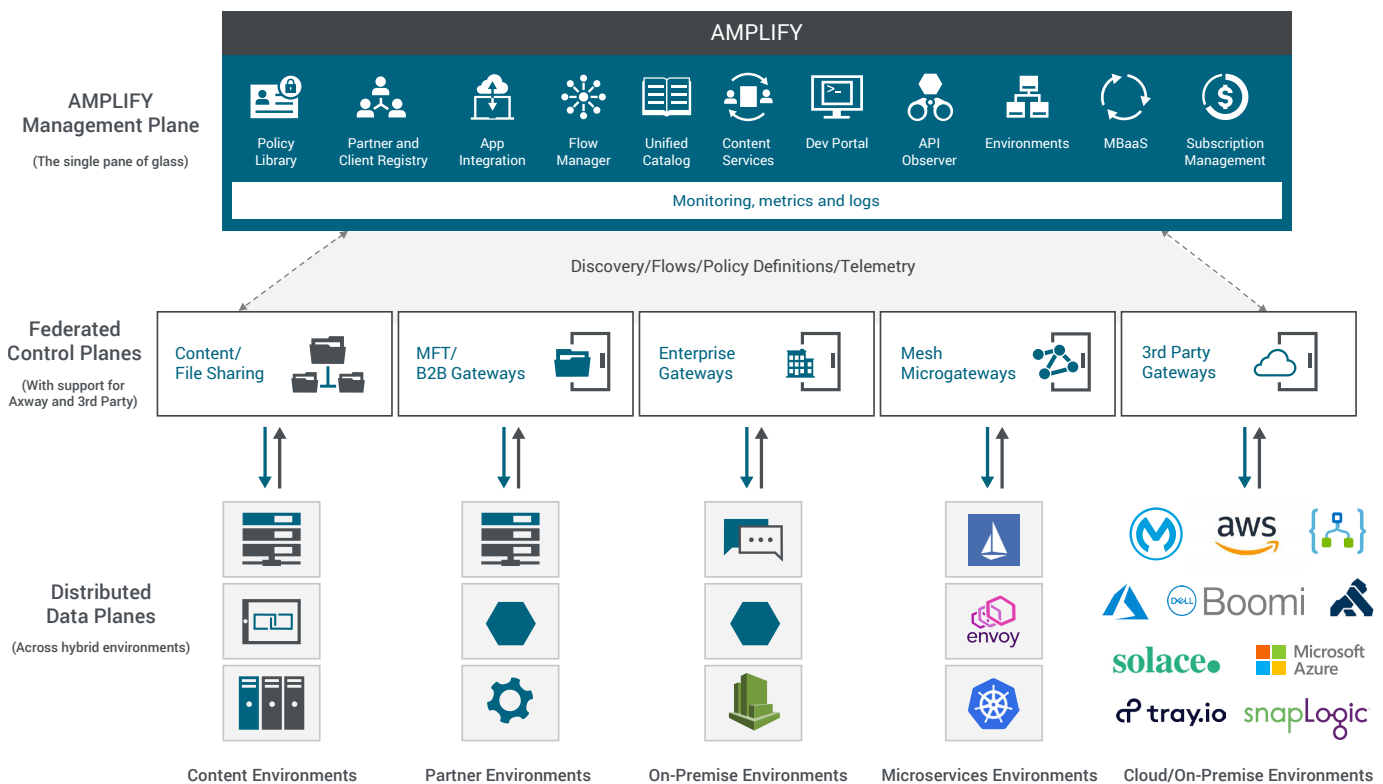 AMPLIFY
AMPLIFY
Management Plane
(The single pane of glass)
Policy
Library
Partner and
Client Registry
App
Integration
Flow
Manager
Unified
Catalog
Content
Services
>_-
Dev Portal
API
Observer
Environments
MBaaS
$
Subscription
Management
Monitoring, metrics and logs
Discovery/Flows/Policy Definitions/Telemetry
Federated
Control Planes
(With support for
Axway and 3rd Party)
Content/
File Sharing
MFT/
B2B Gateways
Enterprise
Gateways
Mesh
Microgateways
3rd Party
Gateways
Distributed
Data Planes
(Across hybrid environments)
envoy
aws
DELL Boomi
solace.
Microsoft
Azure
tray.io
snapLogic
Content Environments
Partner Environments
On-Premise Environments
Microservices Environments
Cloud/On-Premise Environments